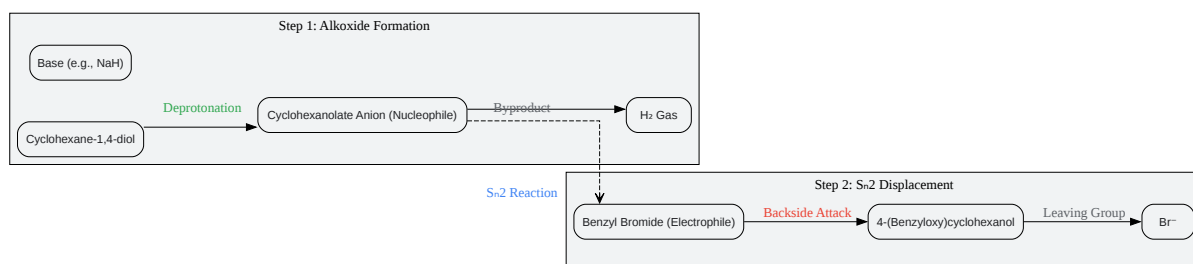 Step 1: Alkoxide Formation
Base (e.g., NaH)
Deprotonation
Cyclohexane-1,4-diol
Cyclohexanolate Anion (Nucleophile)
Byproduct
H₂ Gas
Sₙ2 Reaction
Step 2: Sₙ2 Displacement
Benzyl Bromide (Electrophile)
Backside Attack
4-(Benzyloxy)cyclohexanol
Leaving Group
Br⁻